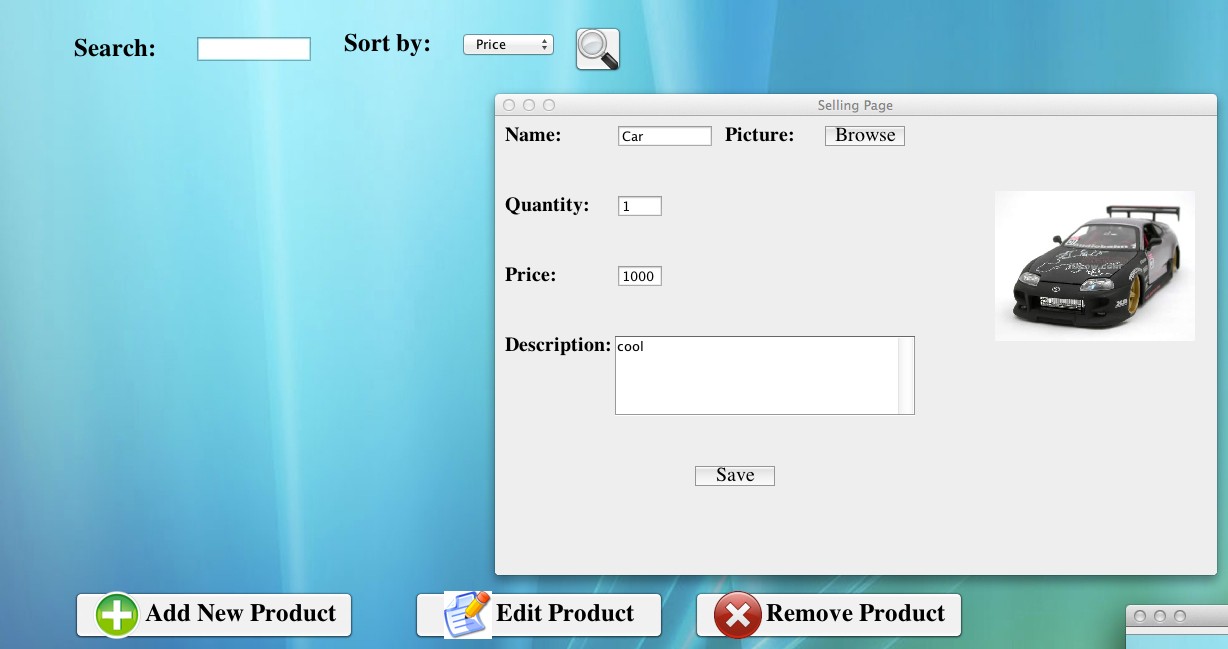 Search: Sort by: Price
Selling Page
Name: Car Picture: Browse
Quantity: 1
Price: 1000
Description: cool
Save
Add New Product Edit Product Remove Product